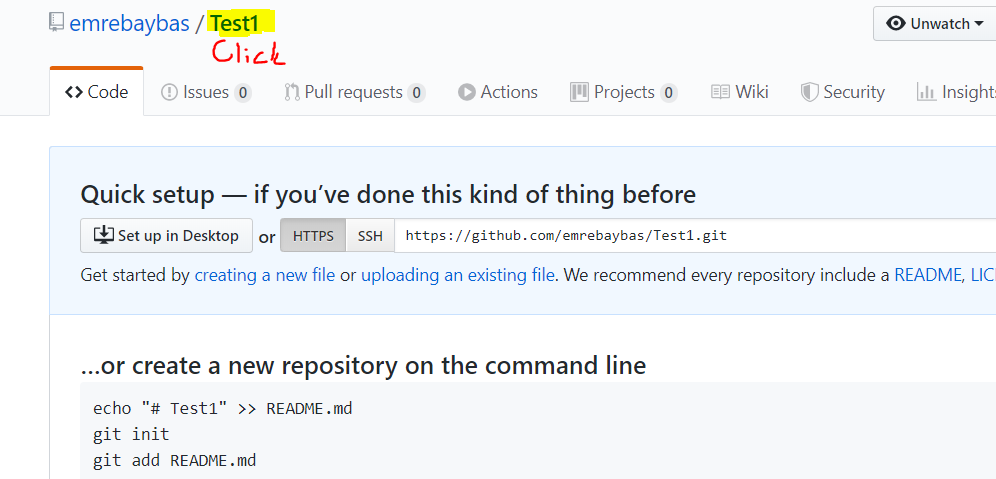 emrebaybas / Test1
Unwatch
Click
Code Issues 0 Pull requests 0 Actions Projects 0 Wiki Security Insights
Quick setup — if you’ve done this kind of thing before
Set up in Desktop or HTTPS SSH https://github.com/emrebaybas/Test1.git
Get started by creating a new file or uploading an existing file. We recommend every repository include a README, LIC
…or create a new repository on the command line
echo "# Test1" >> README.md
git init
git add README.md